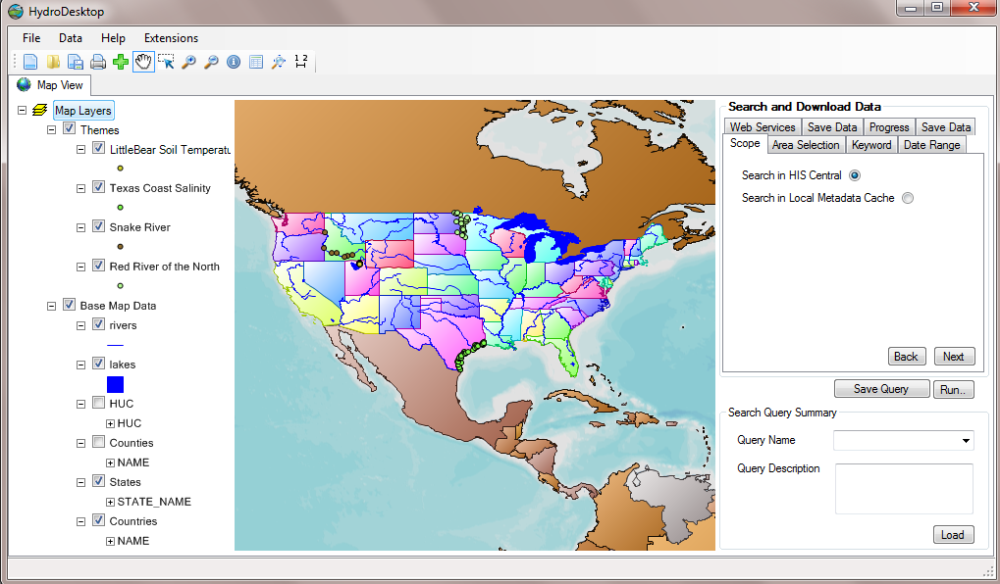 HydroDesktop
File Data Help Extensions
1 2
Map View
Map Layers
Themes
LittleBear Soil Temperatu
Texas Coast Salinity
Snake River
Red River of the North
Base Map Data
rivers
lakes
HUC
HUC
Counties
NAME
States
STATE_NAME
Countries
NAME
Search and Download Data
Web Services Save Data Progress Save Data
Scope Area Selection Keyword Date Range
Search in HIS Central
Search in Local Metadata Cache
Back Next
Save Query Run..
Search Query Summary
Query Name
Query Description
Load